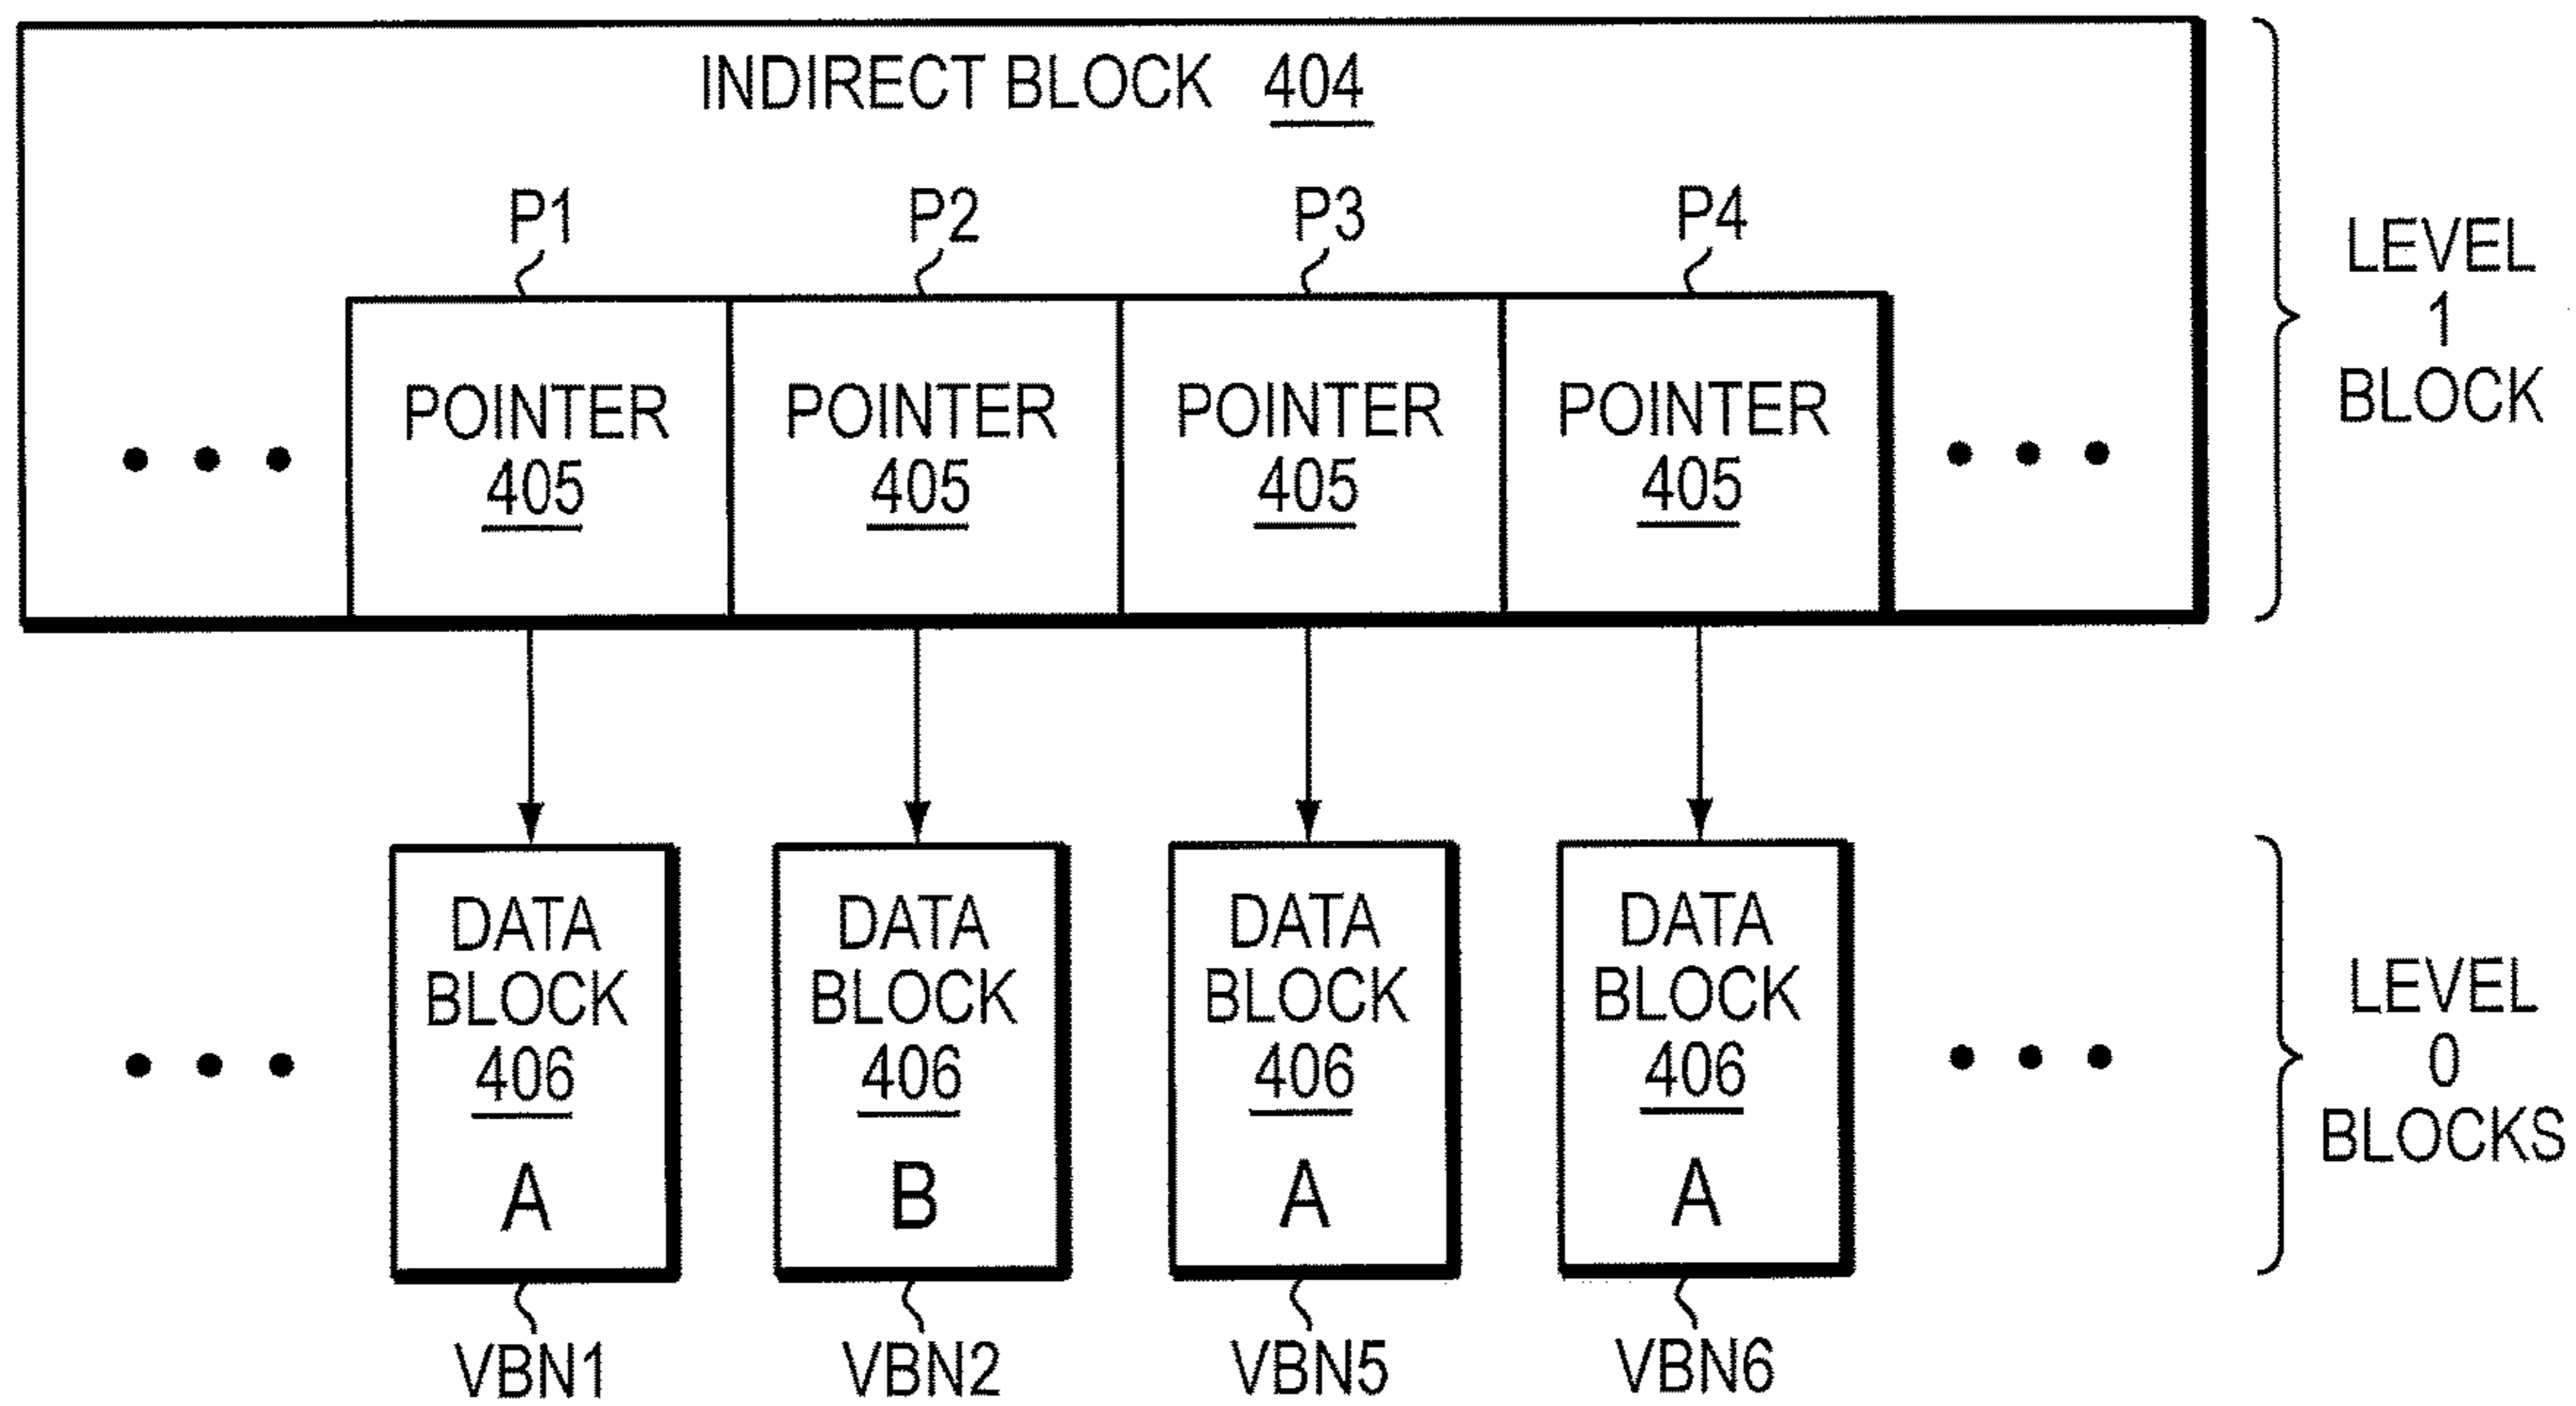 INDIRECT BLOCK 404
P1 P2 P3 P4
POINTER POINTER POINTER POINTER
405 405 405 405
LEVEL
1
BLOCK
DATA DATA DATA DATA
BLOCK BLOCK BLOCK BLOCK
406 406 406 406
A B A A
LEVEL
0
BLOCKS
VBN1 VBN2 VBN5 VBN6